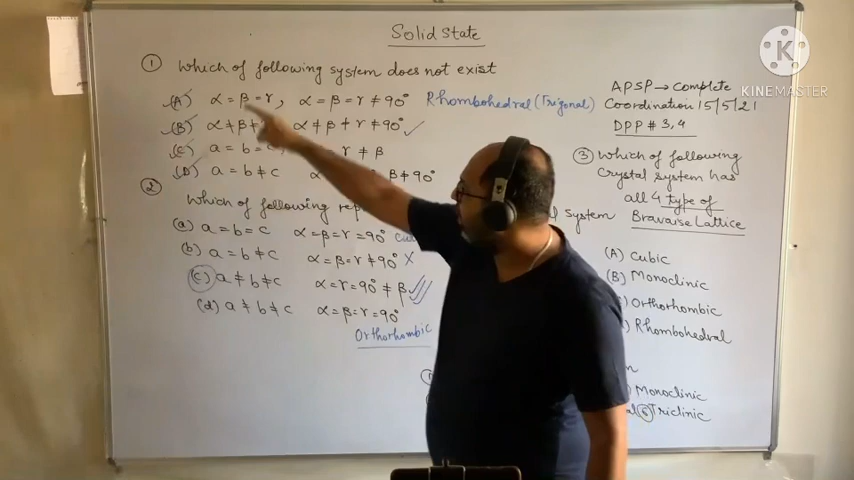 Solid State
① Which of following system does not exist
(A) α = β = γ, α = β = γ ≠ 90° Rhombohedral (Trigonal)
(B) α ≠ β ≠ α ≠ β ≠ γ ≠ 90°
(C) a = b = c γ ≠ β
(D) a = b ≠ c α β ≠ 90°
② Which of following
(a) a = b = c α = β = γ = 90°
(b) a = b ≠ c α = β = γ ≠ 90° X
(c) a ≠ b ≠ c α = γ = 90° ≠ β
(d) a ≠ b ≠ c α = β = γ = 90°
Orthorhombic
system
APSP → Complete
Coordination 15/5/21
DPP # 3, 4
③ Which of following
Crystal system has
all 4 type of
Bravaise Lattice
(A) Cubic
(B) Monoclinic
Orthorhombic
Rhombohedral
Monoclinic
Triclinic
KINEMASTER